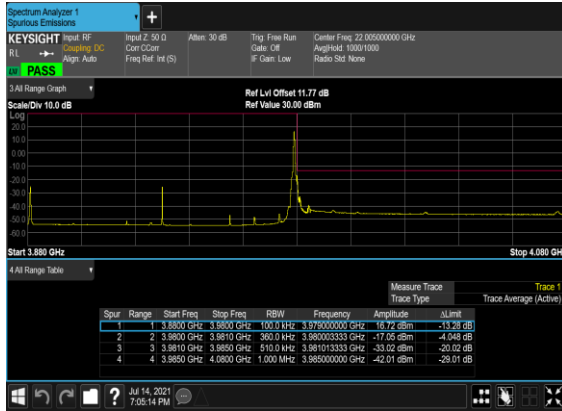 Spectrum Analyzer 1
Spurious Emissions
+
KEYSIGHT
RL
Input: RF
Coupling: DC
Align: Auto
Input Z: 50 Ω
Corr CCorr
Freq Ref: Int (S)
Atten: 30 dB
Trig: Free Run
Gate: Off
IF Gain: Low
Center Freq: 22.005000000 GHz
Avg|Hold: 1000/1000
Radio Std: None
PASS
3 All Range Graph
Ref Lvl Offset 11.77 dB
Scale/Div 10.0 dB
Ref Value 30.00 dBm
Log
20.0
10.0
0.00
-10.0
-20.0
-30.0
-40.0
-50.0
-60.0
Start 3.880 GHz
Stop 4.080 GH
4 All Range Table
Measure Trace Trace 1
Trace Type Trace Average (Active)
Spur Range Start Freq Stop Freq RBW Frequency Amplitude ΔLimit
1 1 3.8800 GHz 3.9800 GHz 100.0 kHz 3.979000000 GHz 16.72 dBm -13.28 dB
2 2 3.9800 GHz 3.9810 GHz 360.0 kHz 3.980003333 GHz -17.05 dBm -4.048 dB
3 3 3.9810 GHz 3.9850 GHz 510.0 kHz 3.981013333 GHz -33.02 dBm -20.02 dB
4 4 3.9850 GHz 4.0800 GHz 1.000 MHz 3.985000000 GHz -42.01 dBm -29.01 dB
?
Jul 14, 2021
7:05:14 PM